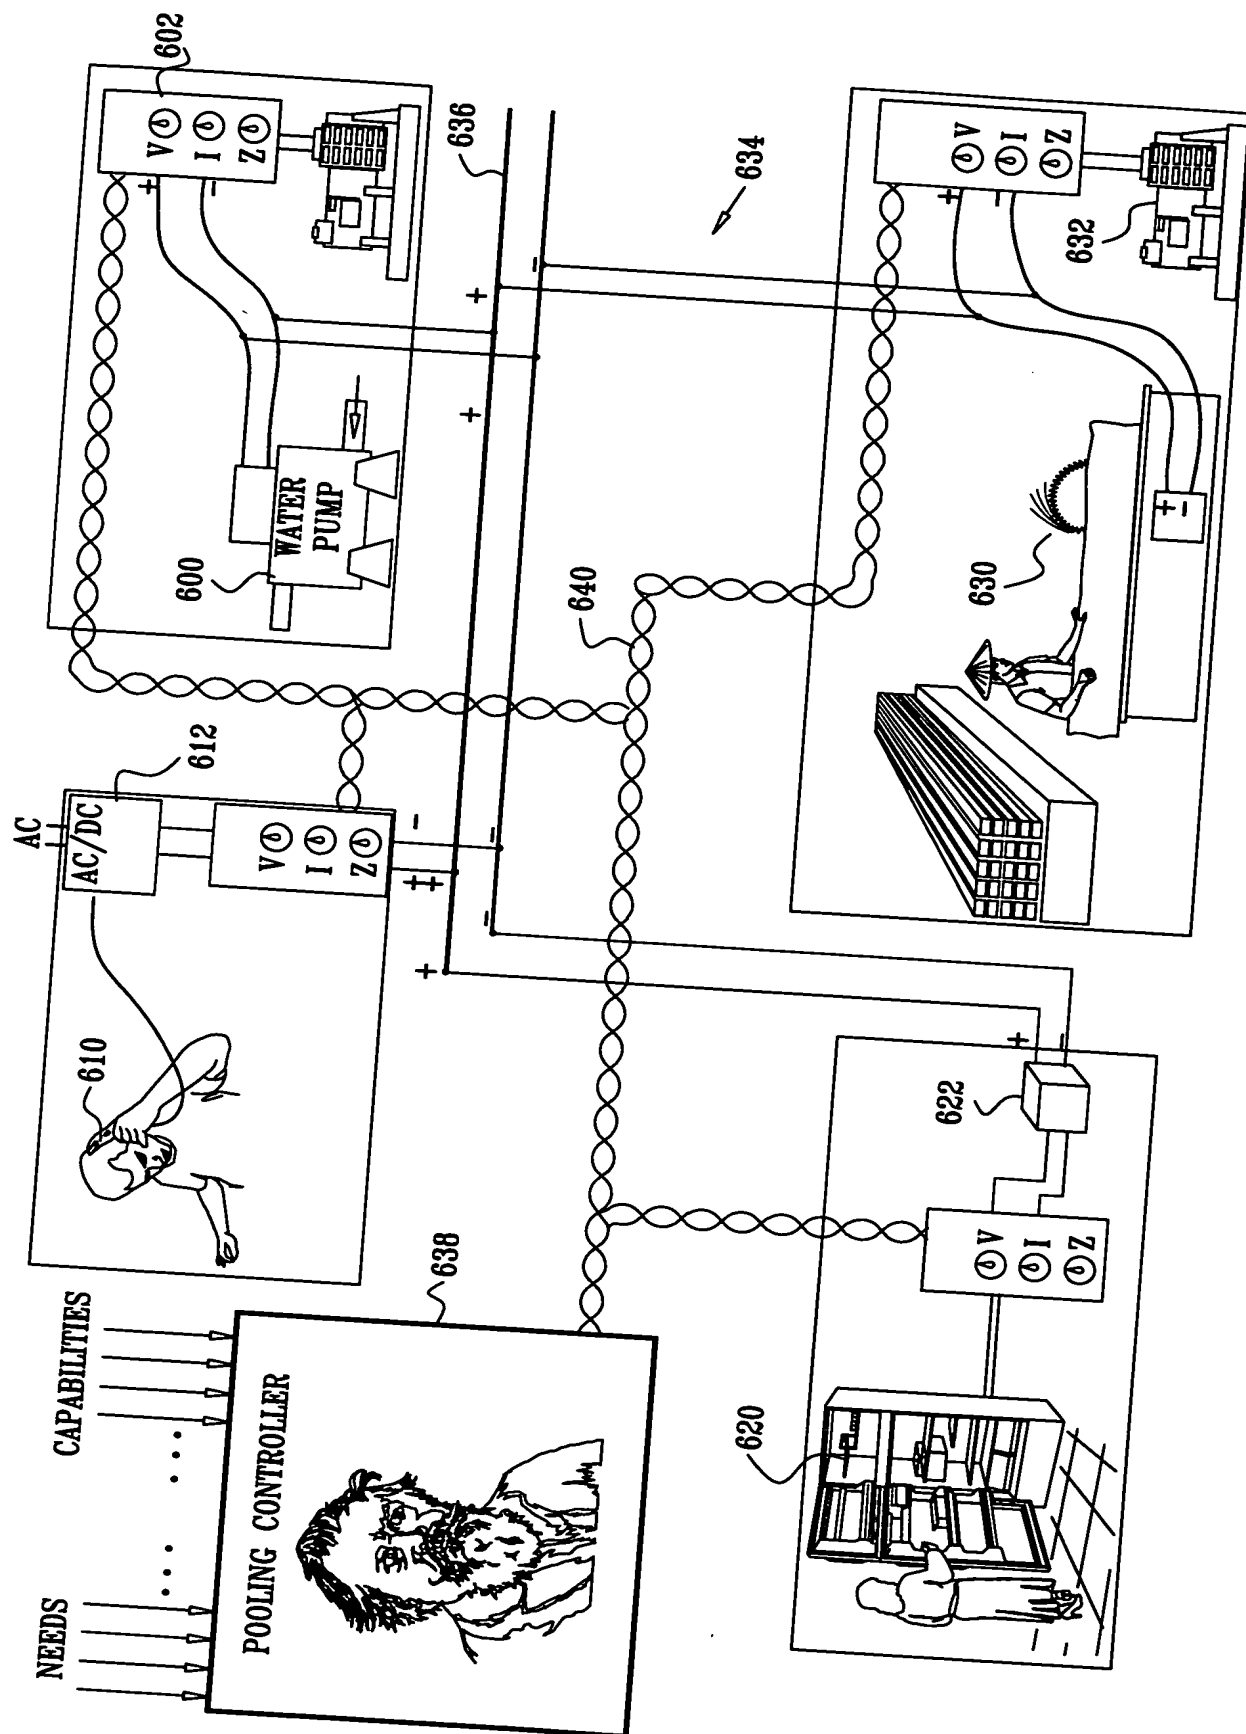 NEEDS • • • • • CAPABILITIES
POOLING CONTROLLER
638
610
AC
AC/DC
612
V
I
Z
++
-
602
V
I
Z
+
-
600
WATER
PUMP
636
+
-
+
-
+
-
634
640
620
V
I
Z
622
+
-
630
+
-
V
I
Z
+
-
632